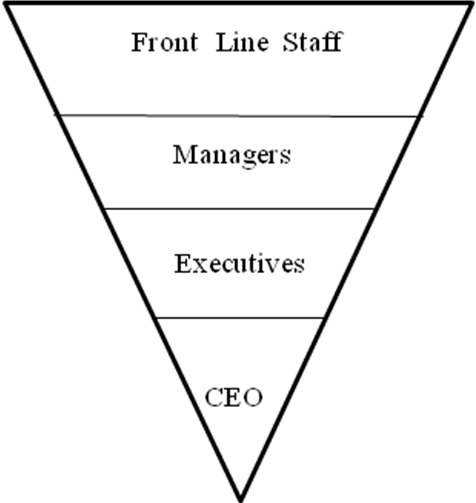 Front Line Staff
Managers
Executives
CEO